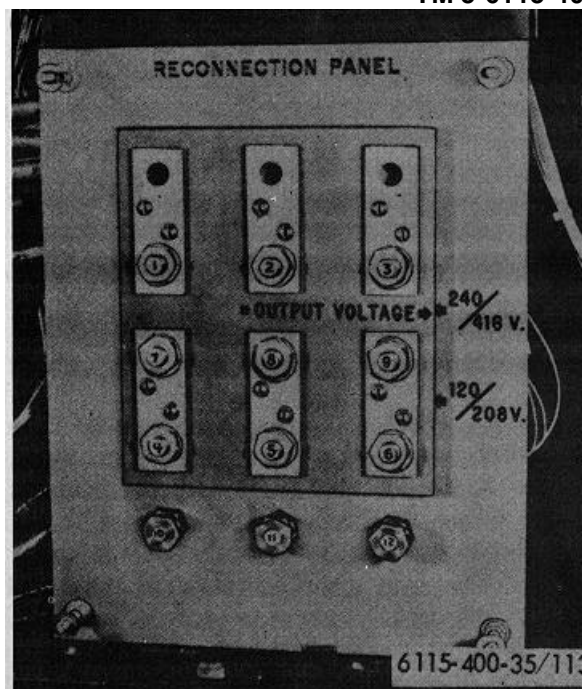 RECONNECTION PANEL
1 2 3
OUTPUT VOLTAGE
240/416 V.
7 8 9
120/208V.
4 5 6
10 11 12
6115-400-35/113